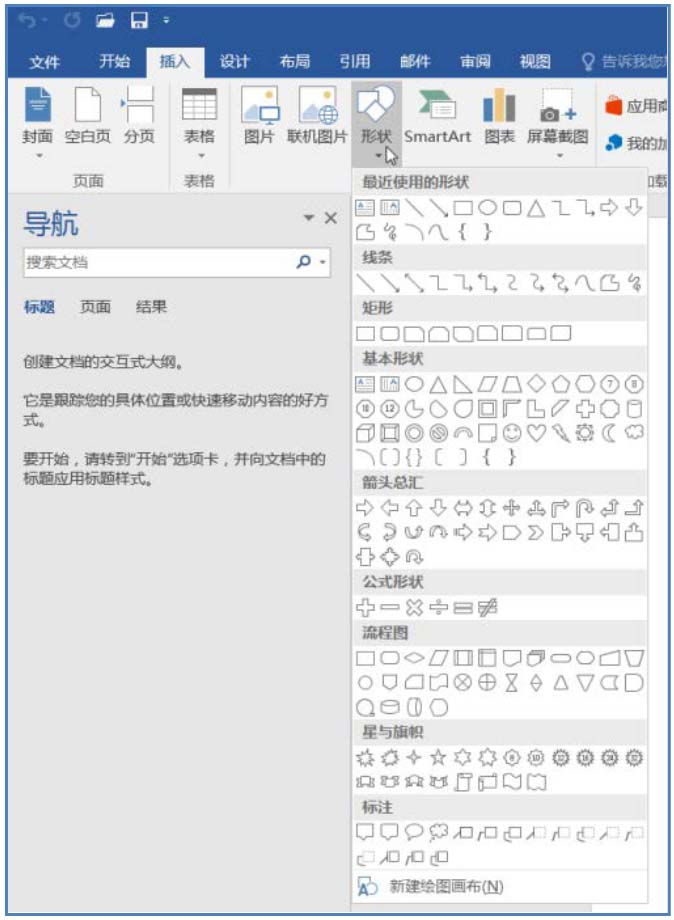 文件 开始 插入 设计 布局 引用 邮件 审阅 视图 告诉我您
封面 空白页 分页 表格 图片 联机图片 形状 SmartArt 图表 屏幕截图 应用商
我的加
页面 表格 加载
导航
搜索文档
标题 页面 结果
创建文档的交互式大纲。
它是跟踪您的具体位置或快速移动内容的好方
式。
要开始，请转到"开始"选项卡，并向文档中的
标题应用标题样式。
最近使用的形状
线条
矩形
基本形状
箭头总汇
公式形状
流程图
星与旗帜
标注
新建绘图画布(N)